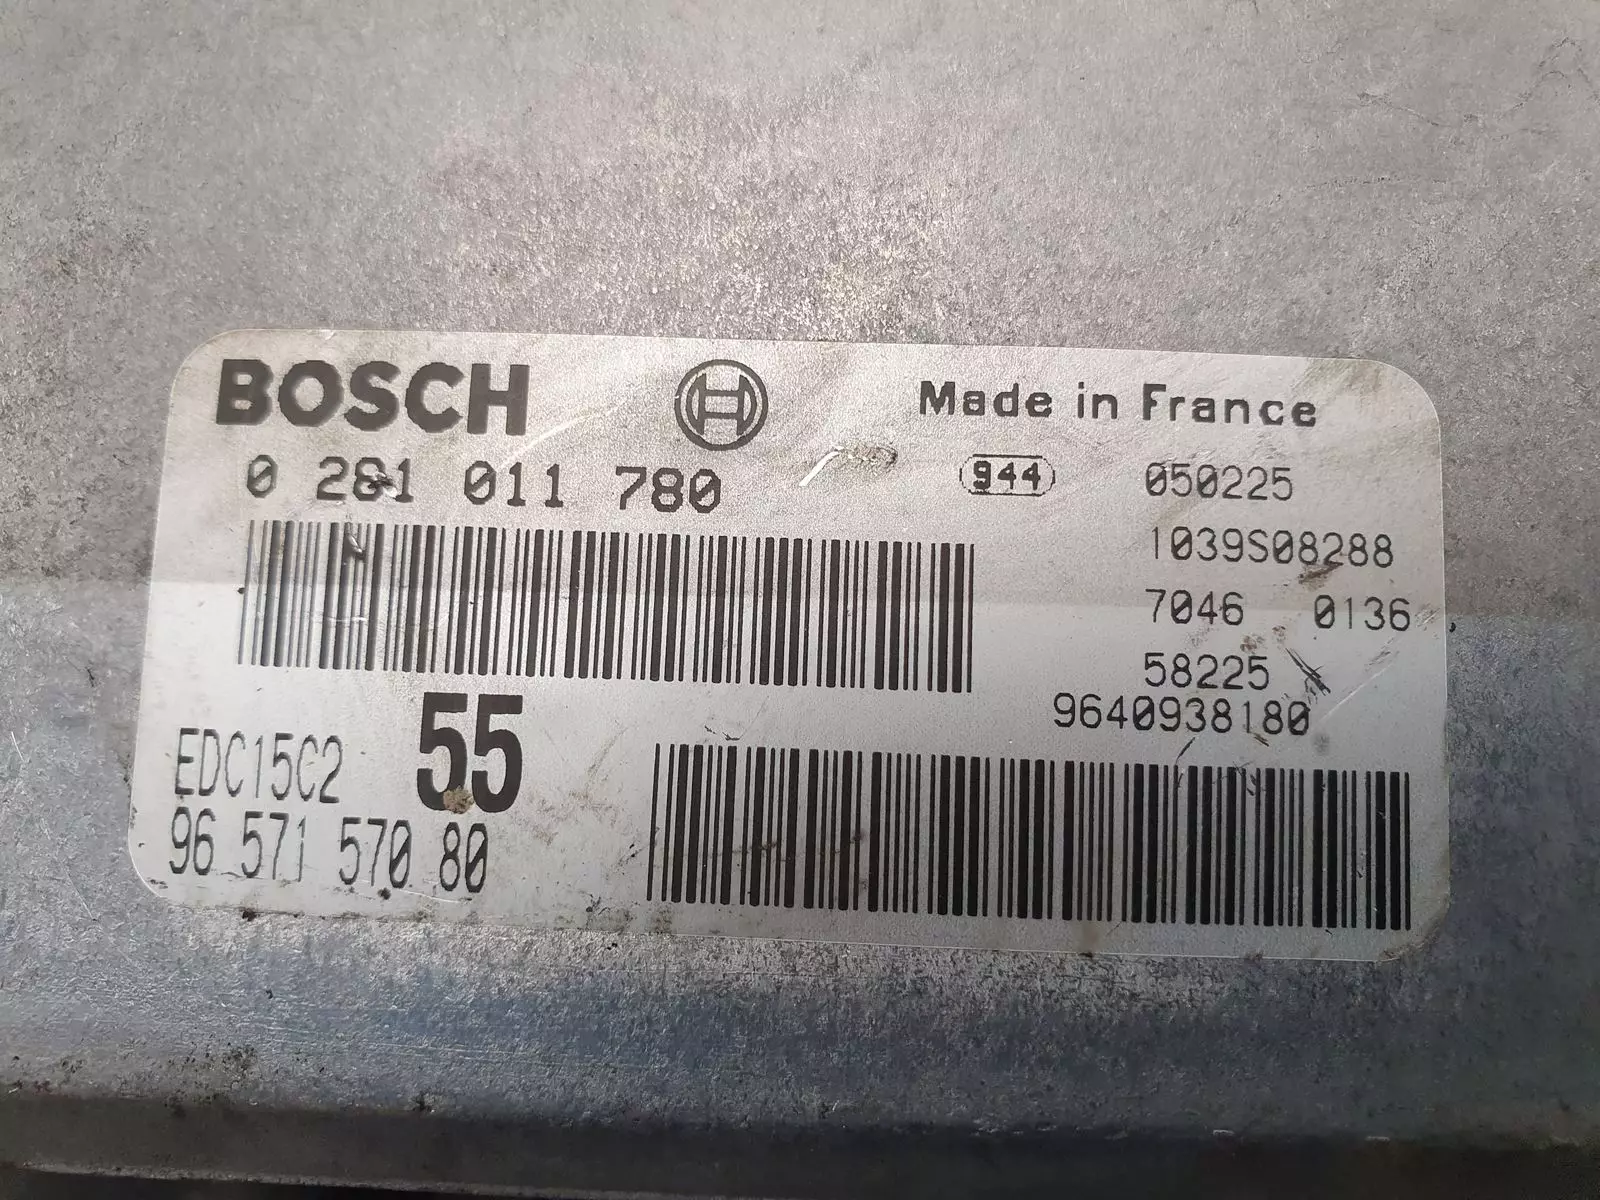 BOSCH
Made in France
0 281 011 780
944
050225
1039S08288
7046 0136
58225
9640938180
EDC15C2 55
96 571 570 80